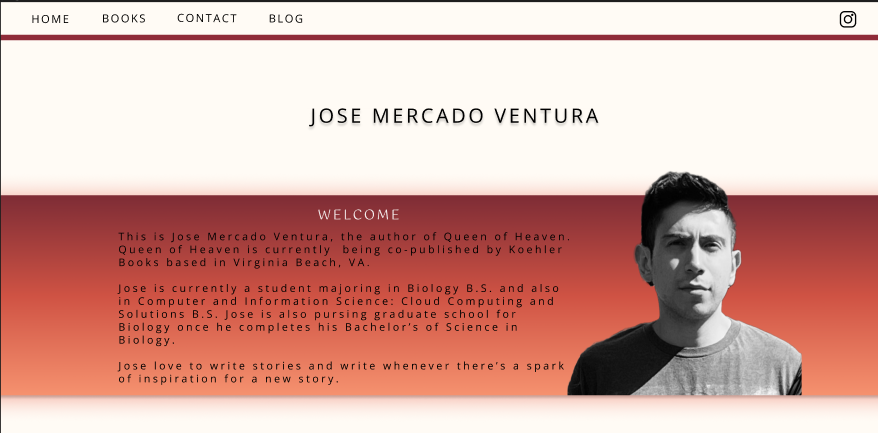 HOME BOOKS CONTACT BLOG
JOSE MERCADO VENTURA
WELCOME
This is Jose Mercado Ventura, the author of Queen of Heaven.
Queen of Heaven is currently being co-published by Koehler
Books based in Virginia Beach, VA.
Jose is currently a student majoring in Biology B.S. and also
in Computer and Information Science: Cloud Computing and
Solutions B.S. Jose is also pursing graduate school for
Biology once he completes his Bachelor's of Science in
Biology.
Jose love to write stories and write whenever there's a spark
of inspiration for a new story.